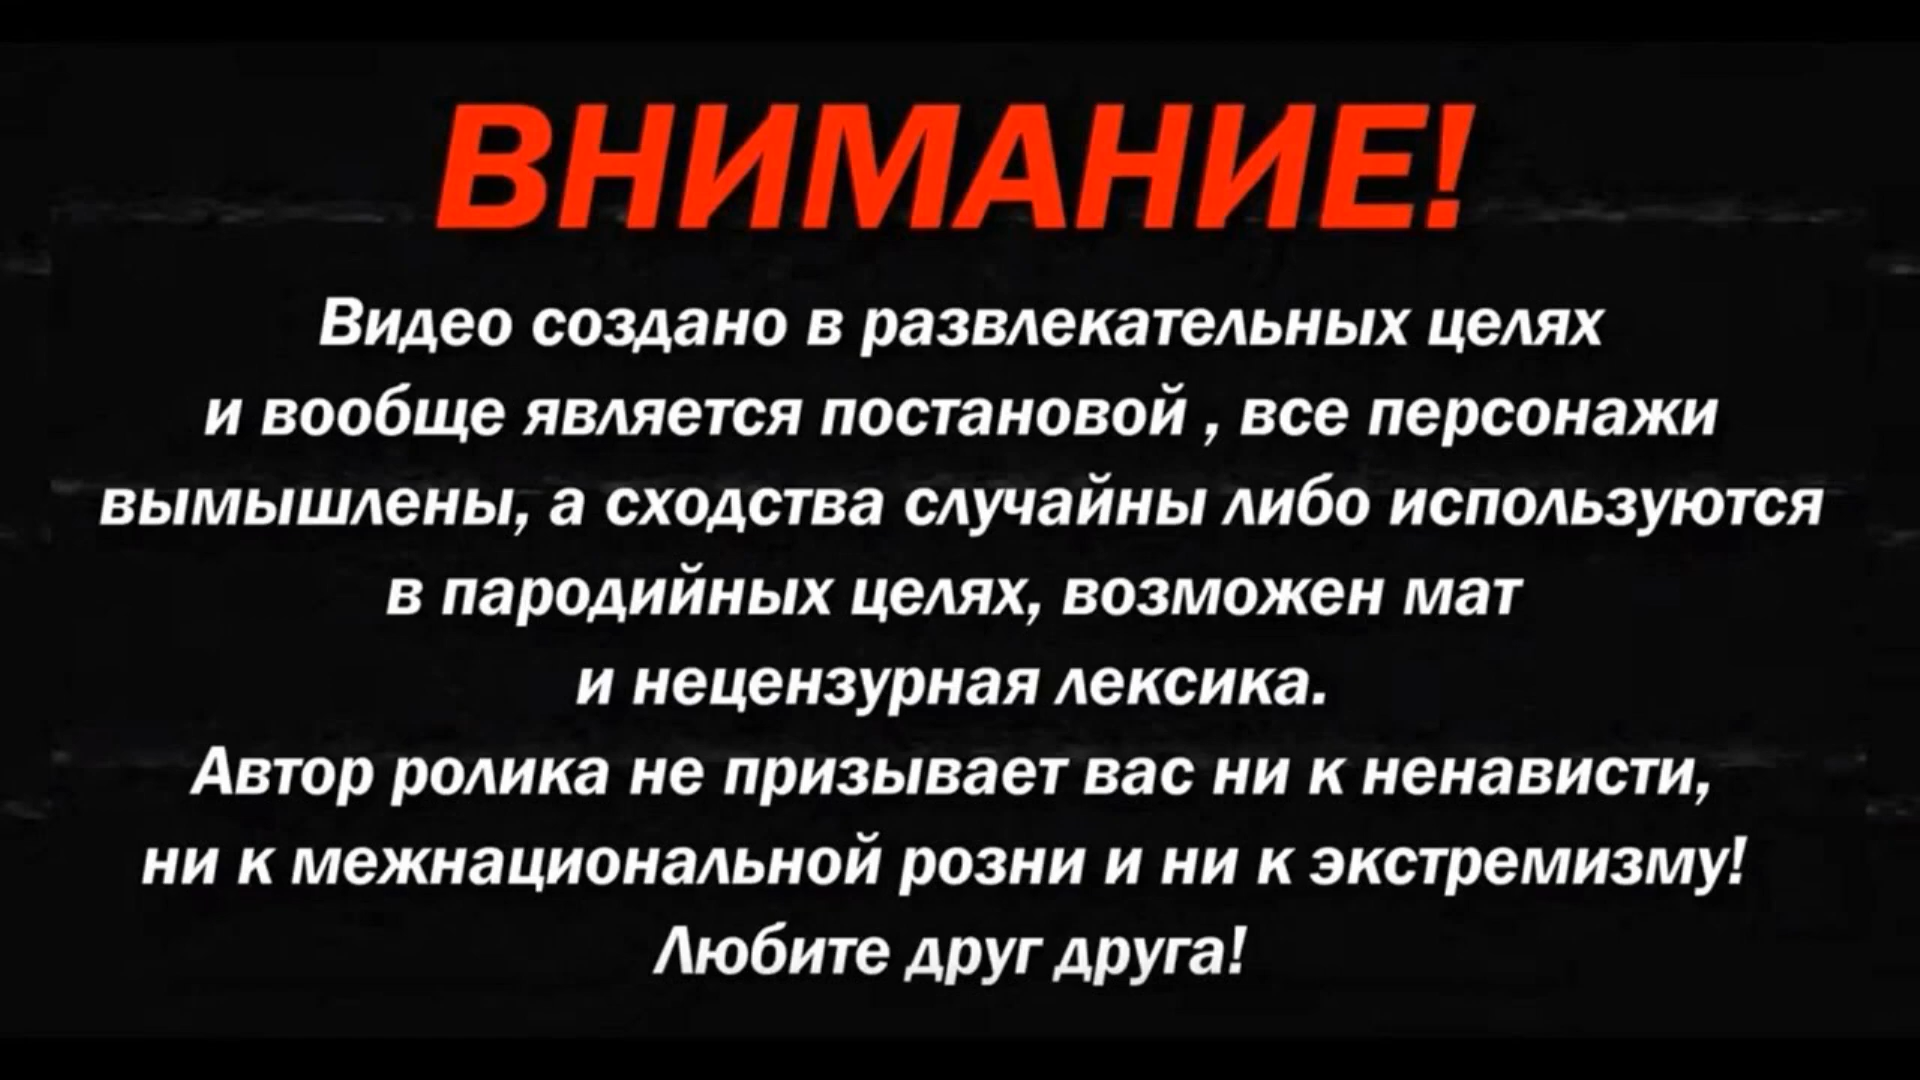 ВНИМАНИЕ!
Видео создано в развлекательных целях
и вообще является постановой , все персонажи
вымышлены, а сходства случайны либо используются
в пародийных целях, возможен мат
и нецензурная лексика.
Автор ролика не призывает вас ни к ненависти,
ни к межнациональной розни и ни к экстремизму!
Любите друг друга!